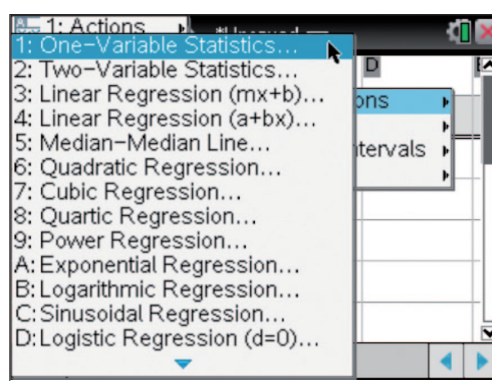 1: Actions
1: One-Variable Statistics...
2: Two-Variable Statistics...
3: Linear Regression (mx+b)...
4: Linear Regression (a+bx)...
5: Median-Median Line...
6: Quadratic Regression...
7: Cubic Regression...
8: Quartic Regression...
9: Power Regression...
A: Exponential Regression...
B: Logarithmic Regression...
C: Sinusoidal Regression...
D: Logistic Regression (d=0)...
D
ons
tervals